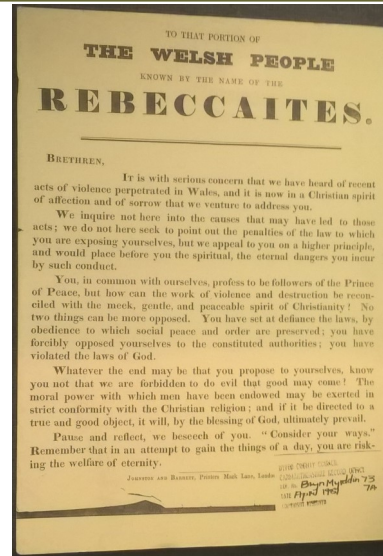 TO THAT PORTION OF
THE WELSH PEOPLE
KNOWN BY THE NAME OF THE
REBECCAITES.
BRETHREN,
IT is with serious concern that we have heard of recent
acts of violence perpetrated in Wales, and it is now in a Christian spirit
of affection and of sorrow that we venture to address you.
We inquire not here into the causes that may have led to those
acts; we do not here seek to point out the penalties of the law to which
you are exposing yourselves, but we appeal to you on a higher principle,
and would place before you the spiritual, the eternal dangers you incur
by such conduct.
You, in common with ourselves, profess to be followers of the Prince
of Peace, but how can the work of violence and destruction be recon-
ciled with the meek, gentle, and peaceable spirit of Christianity! No
two things can be more opposed. You have set at defiance the laws, by
obedience to which social peace and order are preserved; you have
forcibly opposed yourselves to the constituted authorities; you have
violated the laws of God.
Whatever the end may be that you propose to yourselves, know
you not that we are forbidden to do evil that good may come! The
moral power with which men have been endowed may be exerted in
strict conformity with the Christian religion; and if it be directed to a
true and good object, it will, by the blessing of God, ultimately prevail.
Pause and reflect, we beseech of you. "Consider your ways."
Remember that in an attempt to gain the things of a day, you are risk-
ing the welfare of eternity.
Printers, London
COUNTY COUNCIL
RECORD OFFICE
Bryn Myrddin 73
DATE April 1951 7A